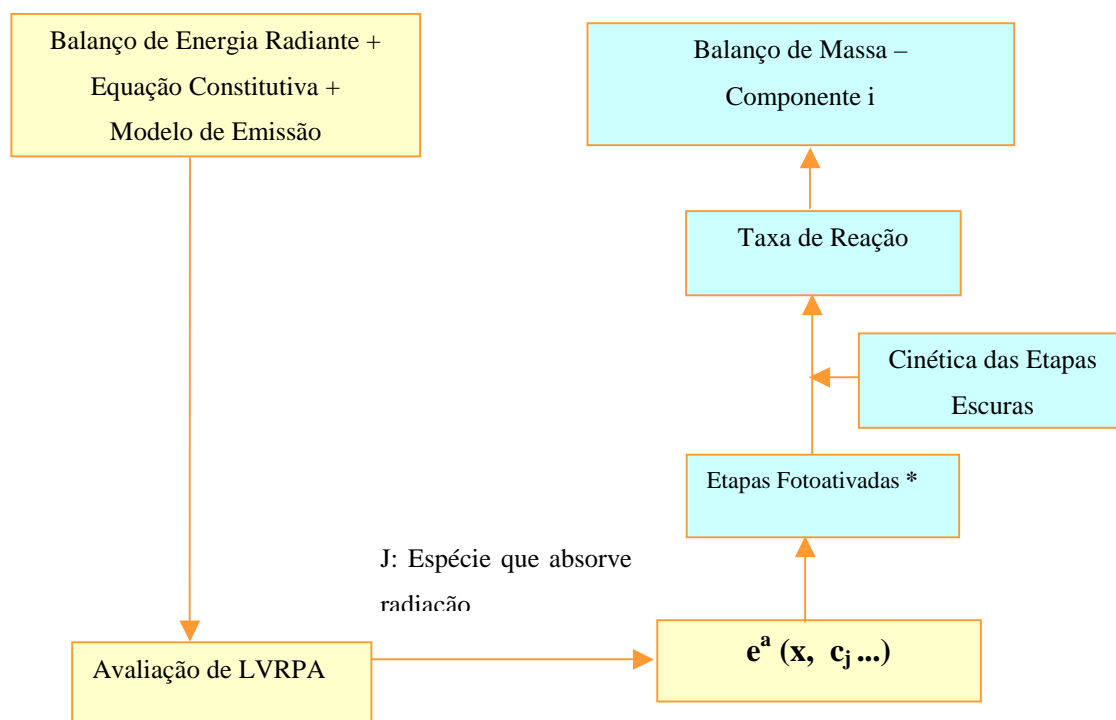 Balanço de Energia Radiante +
Equação Constitutiva +
Modelo de Emissão
Balanço de Massa –
Componente i
Taxa de Reação
Cinética das Etapas
Escuras
Etapas Fotoativadas *
J: Espécie que absorve
radiação
Avaliação de LVRPA
e^a (x, c_j ...)